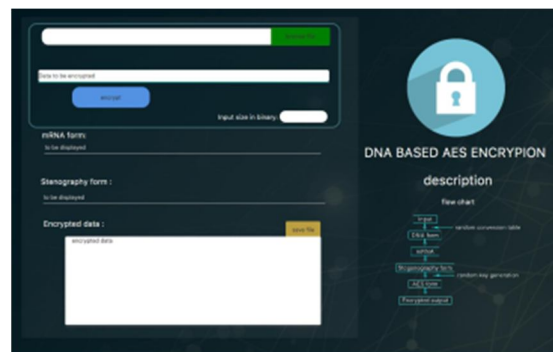 Data to be encrypted
encrypt
Input size in binary:
mRNA form:
to be displayed
Stenography form :
to be displayed
Encrypted data :
save file
encrypted data
DNA BASED AES ENCRYPION
description
flow chart
Input
random conversion table
DNA form
mRNA
Stegonography form
random key generation
AES form
Encrypted output